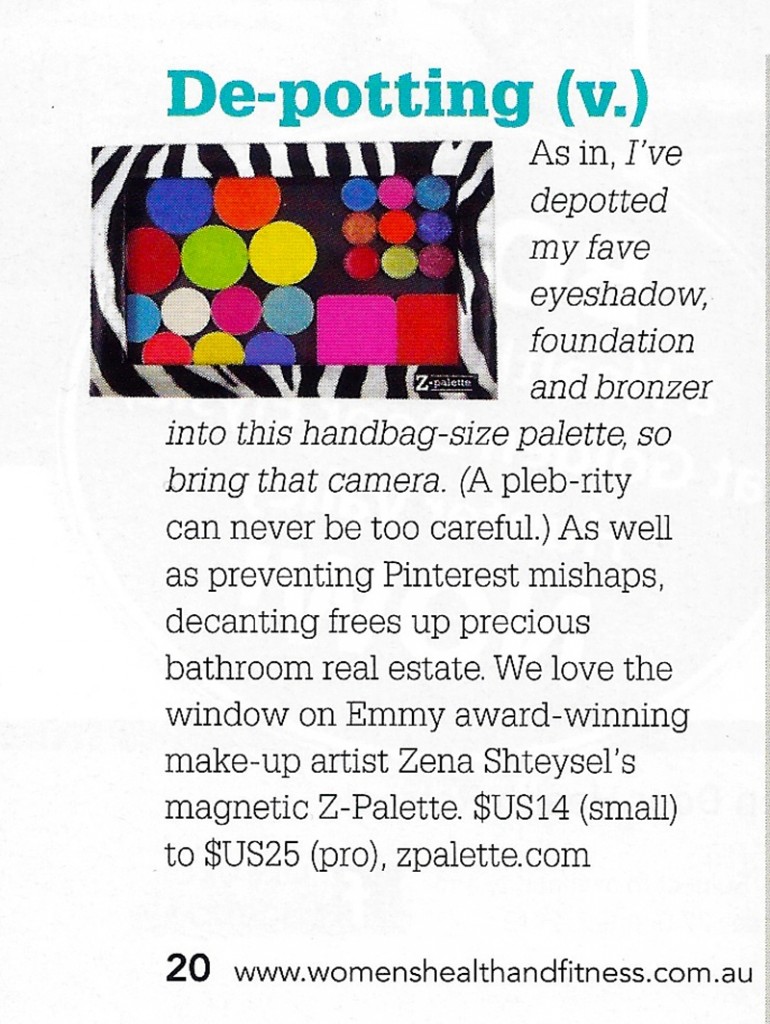 De-potting (v.)
As in, I've
depotted
my fave
eyeshadow,
foundation
and bronzer
Z-palette
into this handbag-size palette, so
bring that camera. (A pleb-rity
can never be too careful.) As well
as preventing Pinterest mishaps,
decanting frees up precious
bathroom real estate. We love the
window on Emmy award-winning
make-up artist Zena Shteysel's
magnetic Z-Palette. $US14 (small)
to $US25 (pro), zpalette.com
20 www.womenshealthandfitness.com.au